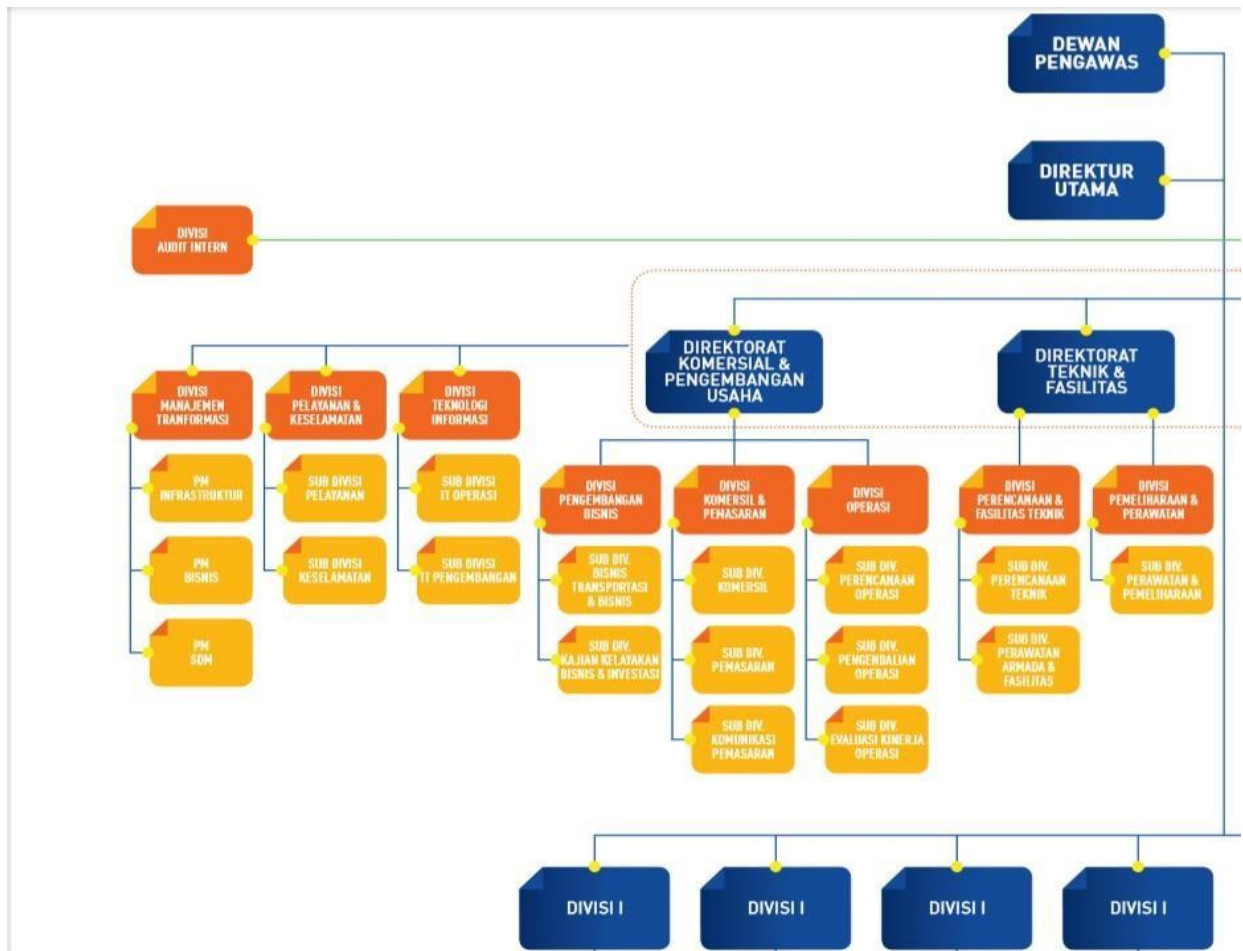 DEWAN
PENGAWAS
DIREKTUR
UTAMA
DIVISI
AUDIT INTERN
DIREKTORAT
KOMERSIAL &
PENGEMBANGAN
USAHA
DIREKTORAT
TEKNIK &
FASILITAS
DIVISI
MANAJEMEN
TRANFORMASI
DIVISI
PELAYANAN &
KESELAMATAN
DIVISI
TEKNOLOGI
INFORMASI
PM
INFRASTRUKTUR
SUB DIVISI
PELAYANAN
SUB DIVISI
IT OPERASI
PM
BISNIS
SUB DIVISI
KESELAMATAN
SUB DIVISI
IT PENGEMBANGAN
PM
SDM
DIVISI
PENGEMBANGAN
BISNIS
DIVISI
KOMERSIL &
PEMASARAN
DIVISI
OPERASI
DIVISI
PERENCANAAN &
FASILITAS TEKNIK
DIVISI
PEMELIHARAAN &
PERAWATAN
SUB DIV.
BISNIS
TRANSPORTASI
& BISNIS
SUB DIV.
KOMERSIL
SUB DIV.
PERENCANAAN
OPERASI
SUB DIV.
PERENCANAAN
TEKNIK
SUB DIV.
PERAWATAN &
PEMELIHARAAN
SUB DIV.
KAJIAN KELAYAKAN
BISNIS & INVESTASI
SUB DIV.
PEMASARAN
SUB DIV.
PENGENDALIAN
OPERASI
SUB DIV.
PERAWATAN
ARMADA &
FASILITAS
SUB DIV.
KOMUNIKASI
PEMASARAN
SUB DIV.
EVALUASI KINERJA
OPERASI
DIVISI I
DIVISI I
DIVISI I
DIVISI I